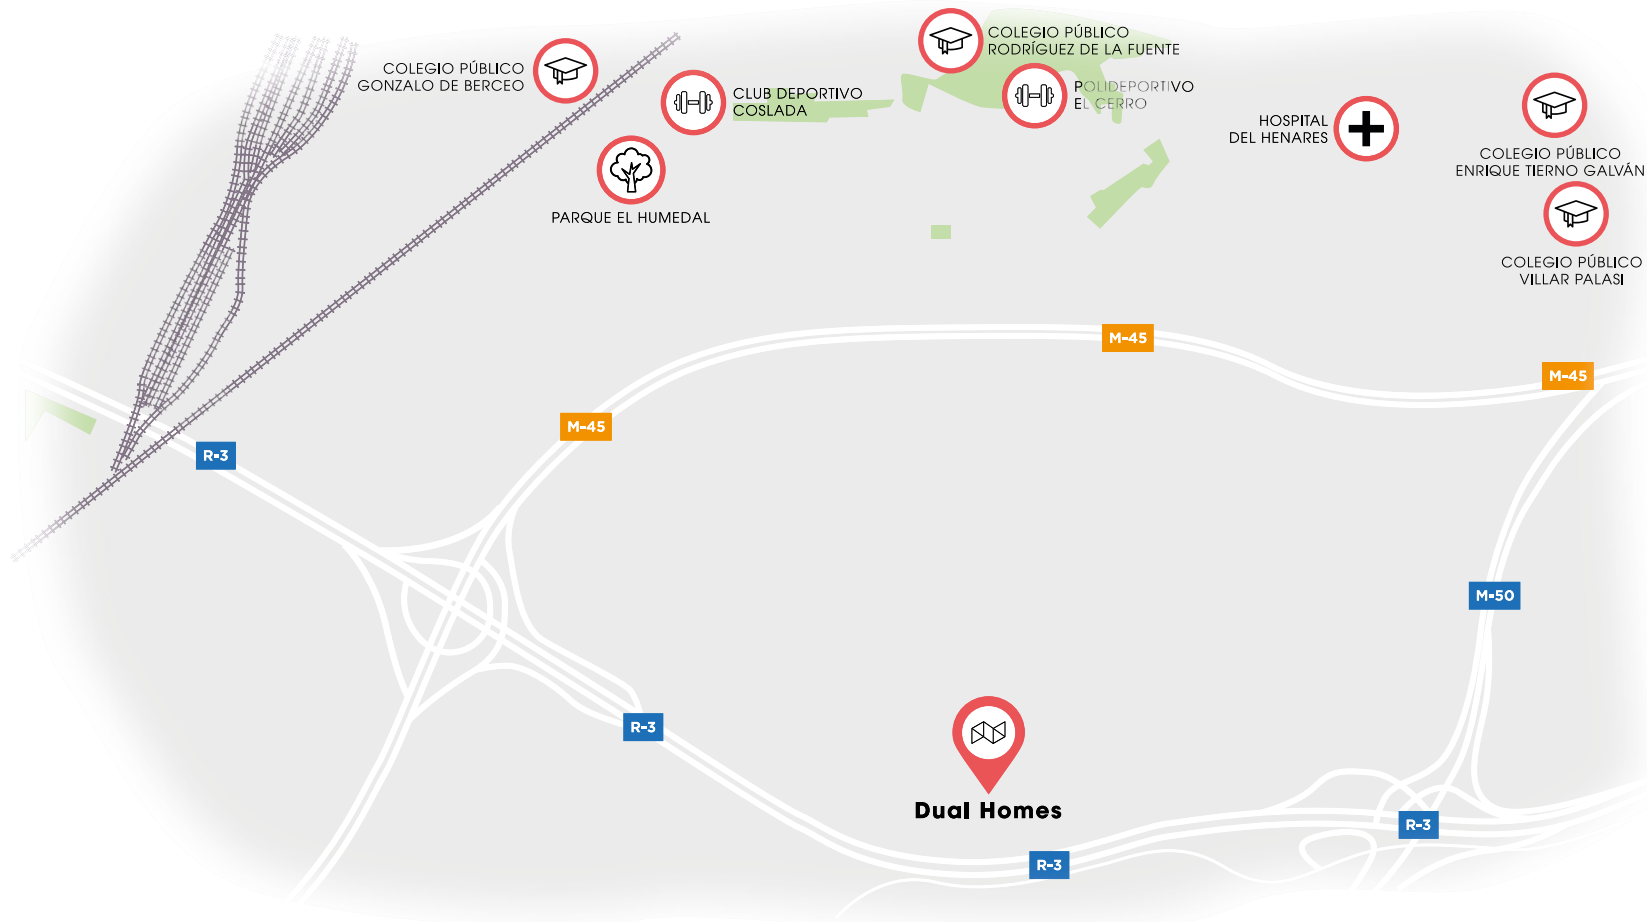 COLEGIO PÚBLICO
RODRÍGUEZ DE LA FUENTE
COLEGIO PÚBLICO
GONZALO DE BERCEO
CLUB DEPORTIVO
COSLADA
POLIDEPORTIVO
EL CERRO
HOSPITAL
DEL HENARES
COLEGIO PÚBLICO
ENRIQUE TIERNO GALVÁN
PARQUE EL HUMEDAL
COLEGIO PÚBLICO
VILLAR PALASI
M-45
M-45
M-45
R-3
M-50
R-3
Dual Homes
R-3
R-3